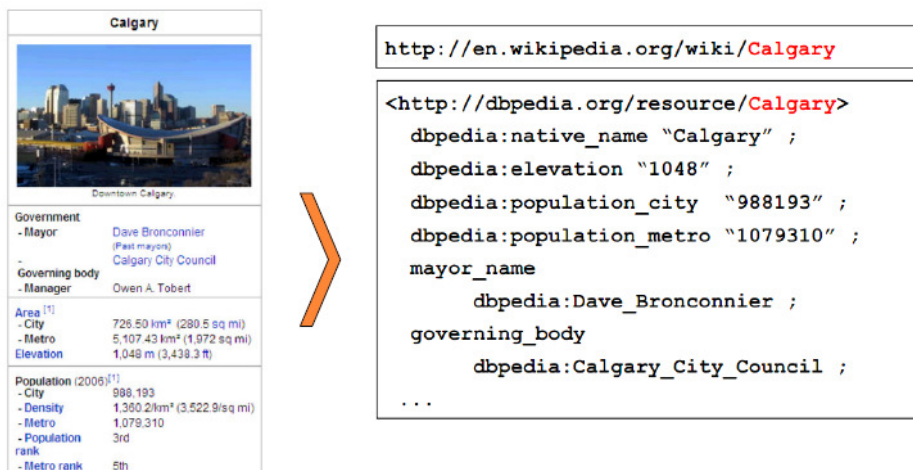 Calgary
Downtown Calgary.
Government
- Mayor Dave Bronconnier
(Past mayors)
- Calgary City Council
Governing body
- Manager Owen A. Tobert
Area [1]
- City 726.50 km² (280.5 sq mi)
- Metro 5,107.43 km² (1,972 sq mi)
Elevation 1,048 m (3,438.3 ft)
Population (2006)[1]
- City 988,193
- Density 1,360.2/km² (3,522.9/sq mi)
- Metro 1,079,310
- Population 3rd
rank
- Metro rank 5th
http://en.wikipedia.org/wiki/Calgary
<http://dbpedia.org/resource/Calgary>
dbpedia:native_name “Calgary” ;
dbpedia:elevation “1048” ;
dbpedia:population_city “988193” ;
dbpedia:population_metro “1079310” ;
mayor_name
dbpedia:Dave_Bronconnier ;
governing_body
dbpedia:Calgary_City_Council ;
...